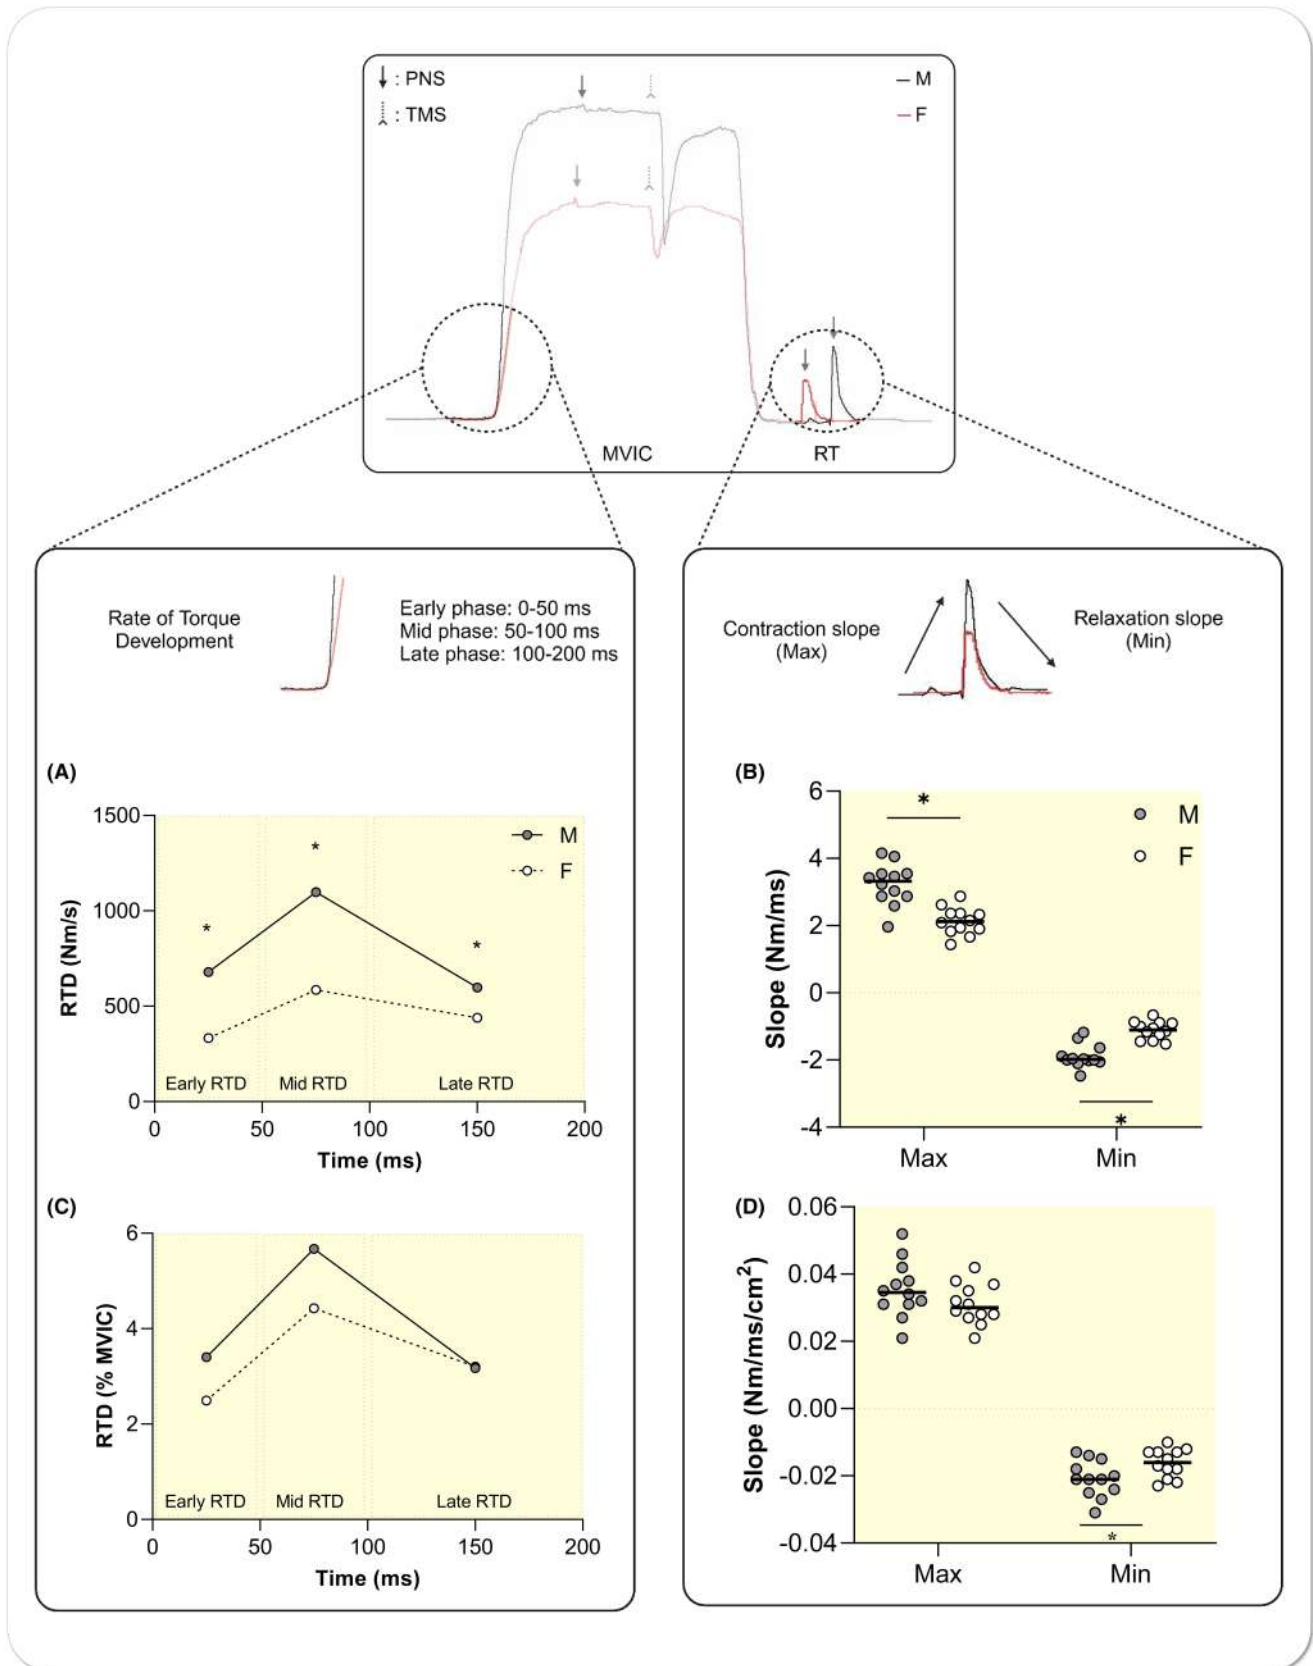 : PNS
: TMS
M
F
MVIC
RT
Rate of Torque
Development
Early phase: 0-50 ms
Mid phase: 50-100 ms
Late phase: 100-200 ms
Contraction slope
(Max)
Relaxation slope
(Min)
(A)
1500
1000
500
0
RTD (Nm/s)
M
F
*
*
*
Early RTD
Mid RTD
Late RTD
0
50
100
150
200
Time (ms)
(B)
6
4
2
0
-2
-4
Slope (Nm/ms)
*
M
F
*
Max
Min
(C)
6
4
2
0
RTD (% MVIC)
Early RTD
Mid RTD
Late RTD
0
50
100
150
200
Time (ms)
(D)
0.06
0.04
0.02
0.00
-0.02
-0.04
Slope (Nm/ms/cm²)
*
Max
Min